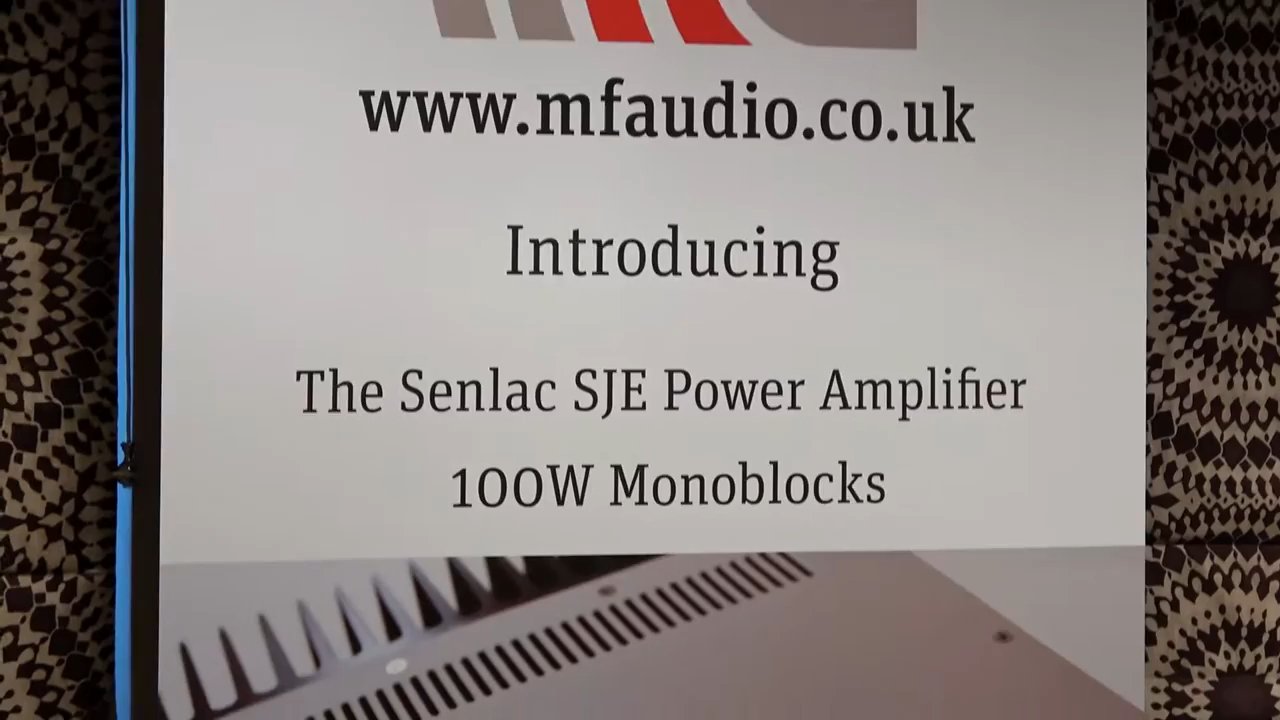 www.mfaudio.co.uk
Introducing
The Senlac SJE Power Amplifier
100W Monoblocks